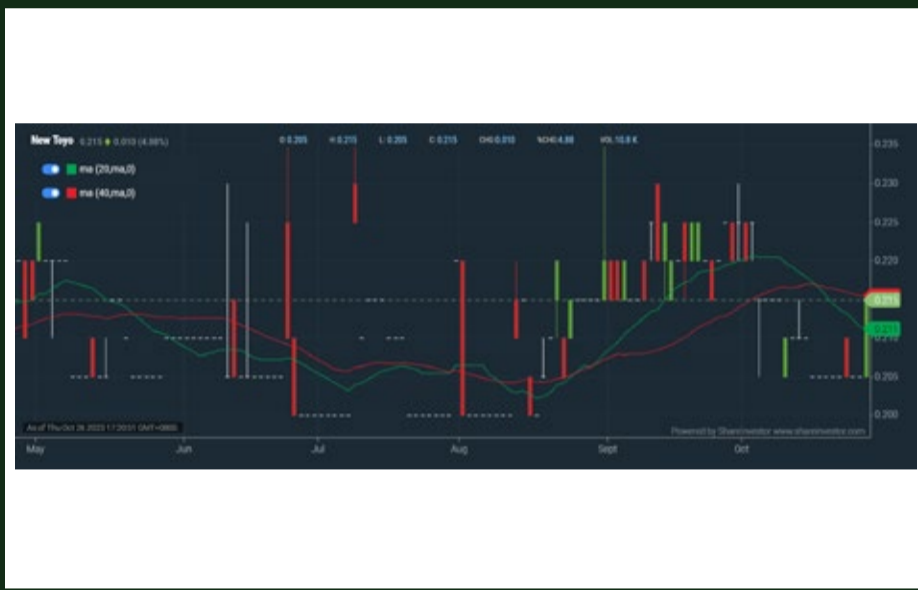 New Toyo 0.215 0.010 (4.88%) O:0.205 H:0.215 L:0.205 C:0.215 CHG:0.010 %CHG:4.88 VOL:10.8 K
ma (20,ma,0)
ma (40,ma,0)
0.235
0.230
0.225
0.220
0.215
0.211
0.210
0.205
0.200
As of Thu Oct 26 2023 17:20:01 GMT+0800
Powered by ShareInvestor www.shareinvestor.com
May Jun Jul Aug Sept Oct